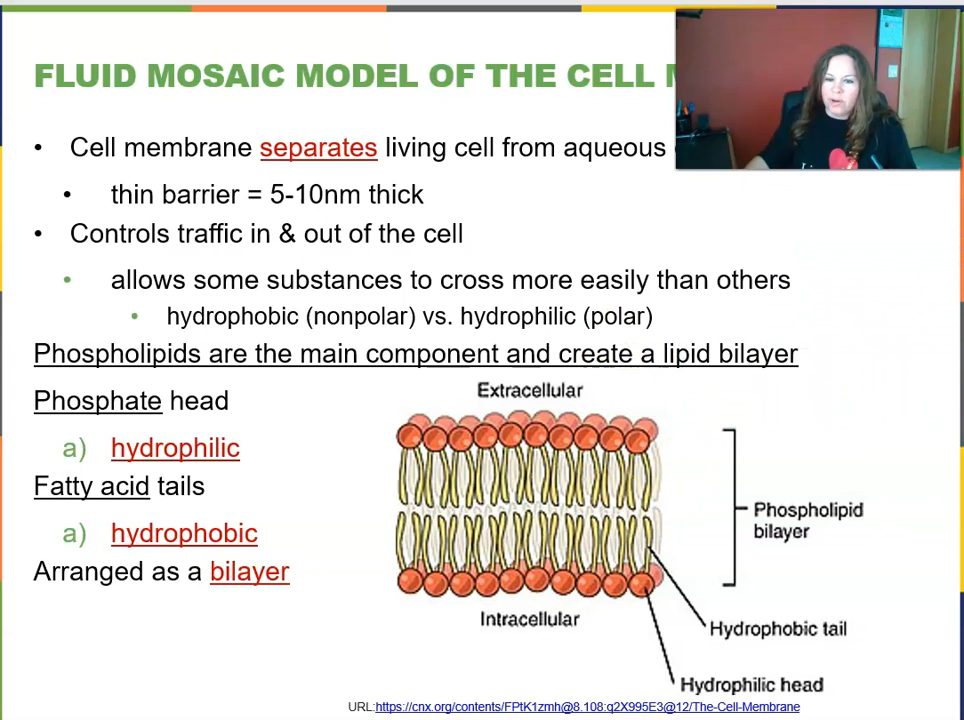 FLUID MOSAIC MODEL OF THE CELL
• Cell membrane separates living cell from aqueous
• thin barrier = 5-10nm thick
• Controls traffic in & out of the cell
• allows some substances to cross more easily than others
• hydrophobic (nonpolar) vs. hydrophilic (polar)
Phospholipids are the main component and create a lipid bilayer
Phosphate head
a) hydrophilic
Fatty acid tails
a) hydrophobic
Arranged as a bilayer
Extracellular
Phospholipid
bilayer
Intracellular
Hydrophobic tail
Hydrophilic head
URL:https://cnx.org/contents/FPtK1zmh@8.108:q2X995E3@12/The-Cell-Membrane